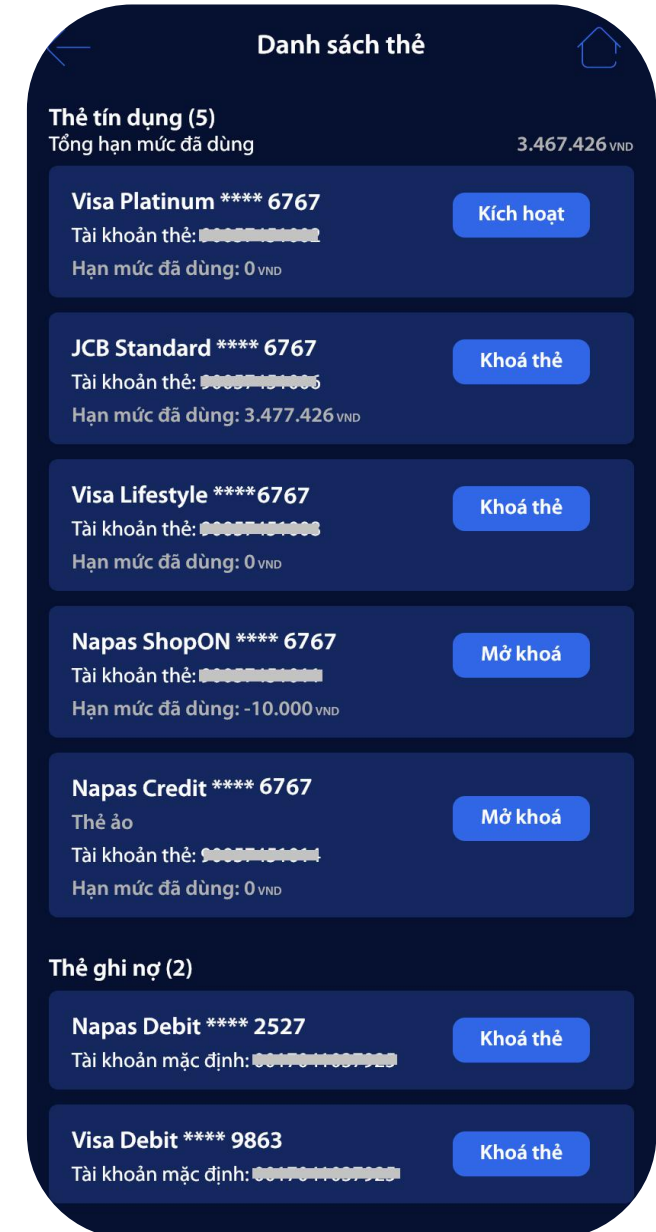 Danh sách thẻ
Thẻ tín dụng (5)
Tổng hạn mức đã dùng 3.467.426 VND
Visa Platinum **** 6767
Kích hoạt
Tài khoản thẻ:
Hạn mức đã dùng: 0 VND
JCB Standard **** 6767
Khoá thẻ
Tài khoản thẻ:
Hạn mức đã dùng: 3.477.426 VND
Visa Lifestyle ****6767
Khoá thẻ
Tài khoản thẻ:
Hạn mức đã dùng: 0 VND
Napas ShopON **** 6767
Mở khoá
Tài khoản thẻ:
Hạn mức đã dùng: -10.000 VND
Napas Credit **** 6767
Thẻ ảo
Mở khoá
Tài khoản thẻ:
Hạn mức đã dùng: 0 VND
Thẻ ghi nợ (2)
Napas Debit **** 2527
Khoá thẻ
Tài khoản mặc định:
Visa Debit **** 9863
Khoá thẻ
Tài khoản mặc định: